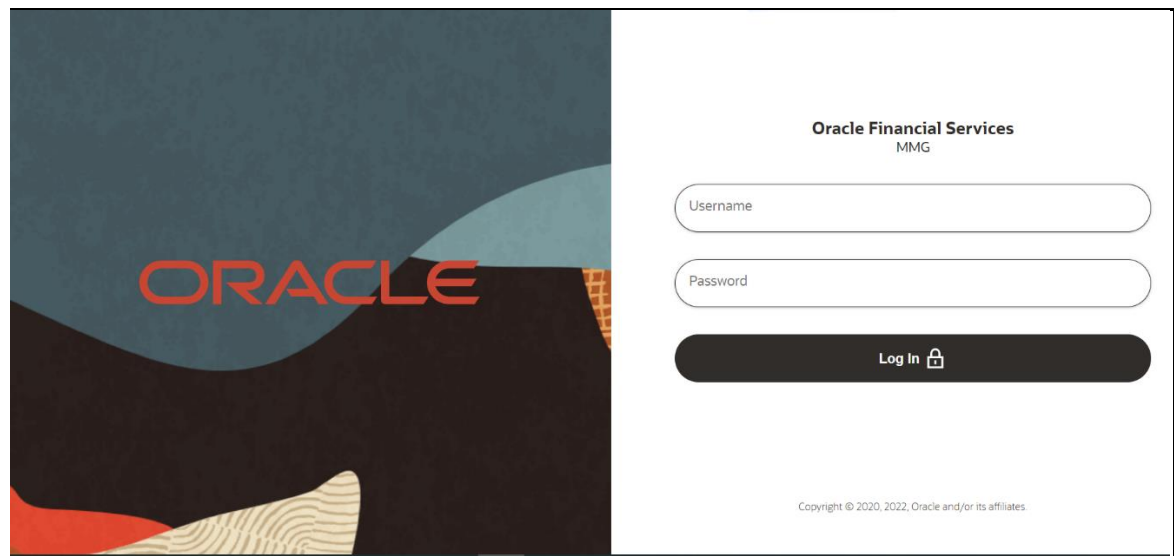 ORACLE
Oracle Financial Services
MMG
Username
Password
Log In
Copyright © 2020, 2022, Oracle and/or its affiliates